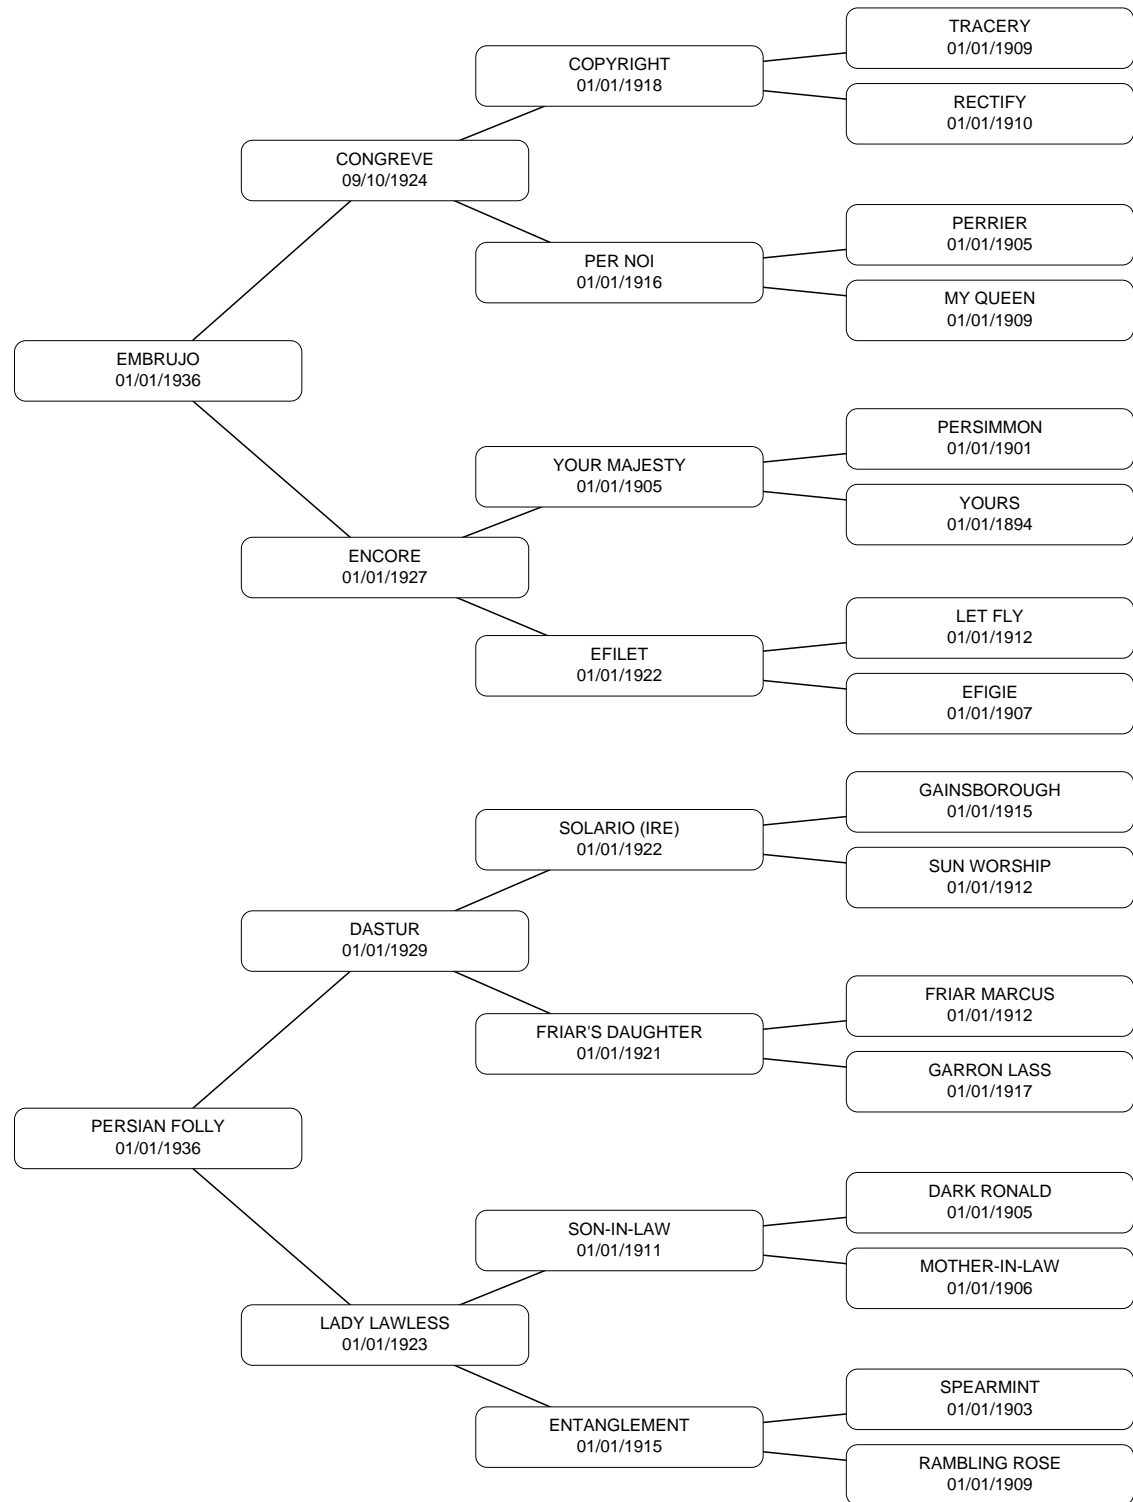 TRACERY
01/01/1909
COPYRIGHT
01/01/1918
RECTIFY
01/01/1910
CONGREVE
09/10/1924
PERRIER
01/01/1905
PER NOI
01/01/1916
MY QUEEN
01/01/1909
EMBRUJO
01/01/1936
PERSIMMON
01/01/1901
YOUR MAJESTY
01/01/1905
YOURS
01/01/1894
ENCORE
01/01/1927
LET FLY
01/01/1912
EFILET
01/01/1922
EFIGIE
01/01/1907
GAINSBOROUGH
01/01/1915
SOLARIO (IRE)
01/01/1922
SUN WORSHIP
01/01/1912
DASTUR
01/01/1929
FRIAR MARCUS
01/01/1912
FRIAR'S DAUGHTER
01/01/1921
GARRON LASS
01/01/1917
PERSIAN FOLLY
01/01/1936
DARK RONALD
01/01/1905
SON-IN-LAW
01/01/1911
MOTHER-IN-LAW
01/01/1906
LADY LAWLESS
01/01/1923
SPEARMINT
01/01/1903
ENTANGLEMENT
01/01/1915
RAMBLING ROSE
01/01/1909